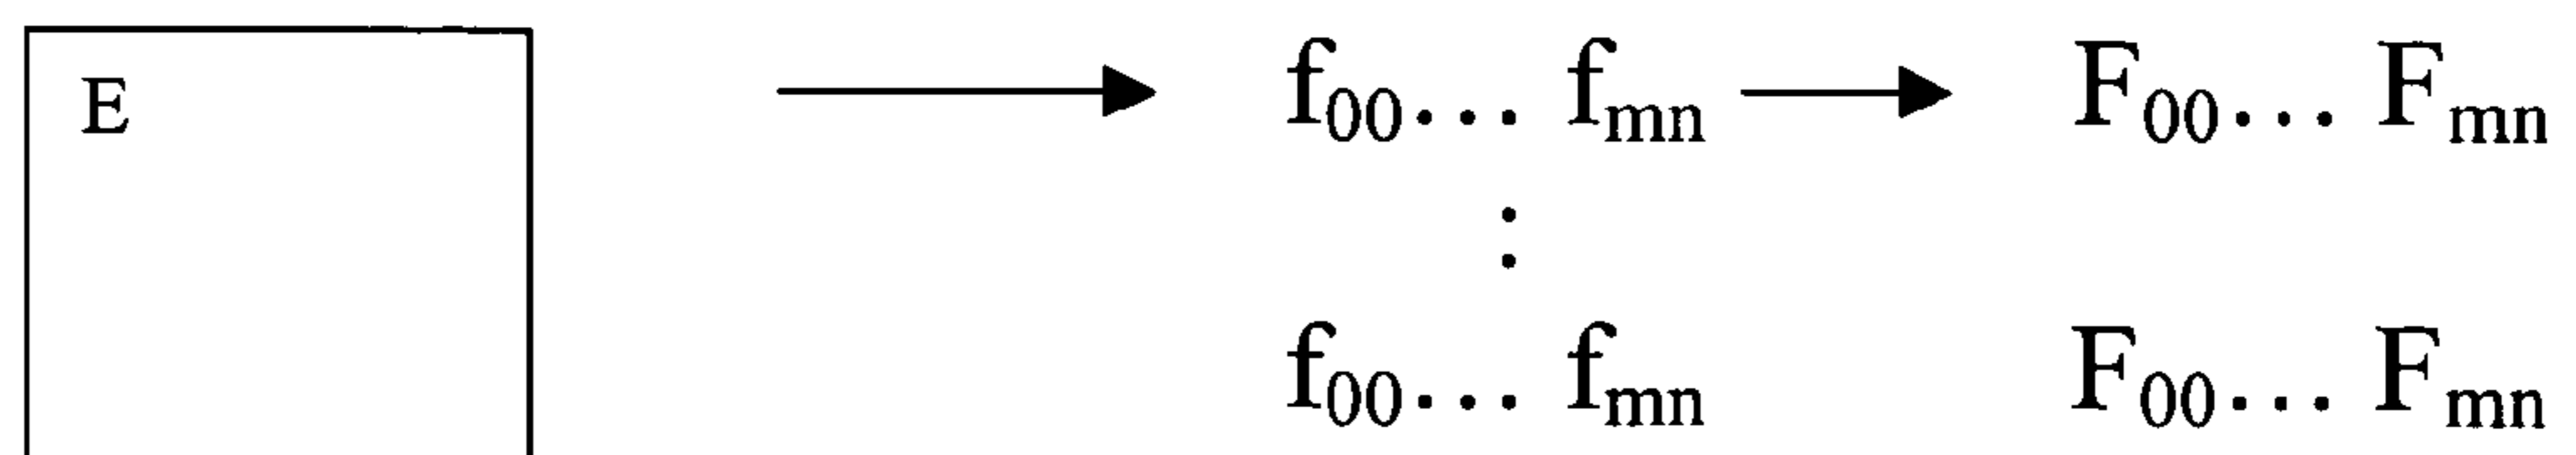 E → f₀₀... fₘₙ → F₀₀... Fₘₙ
:
f₀₀... fₘₙ F₀₀... Fₘₙ